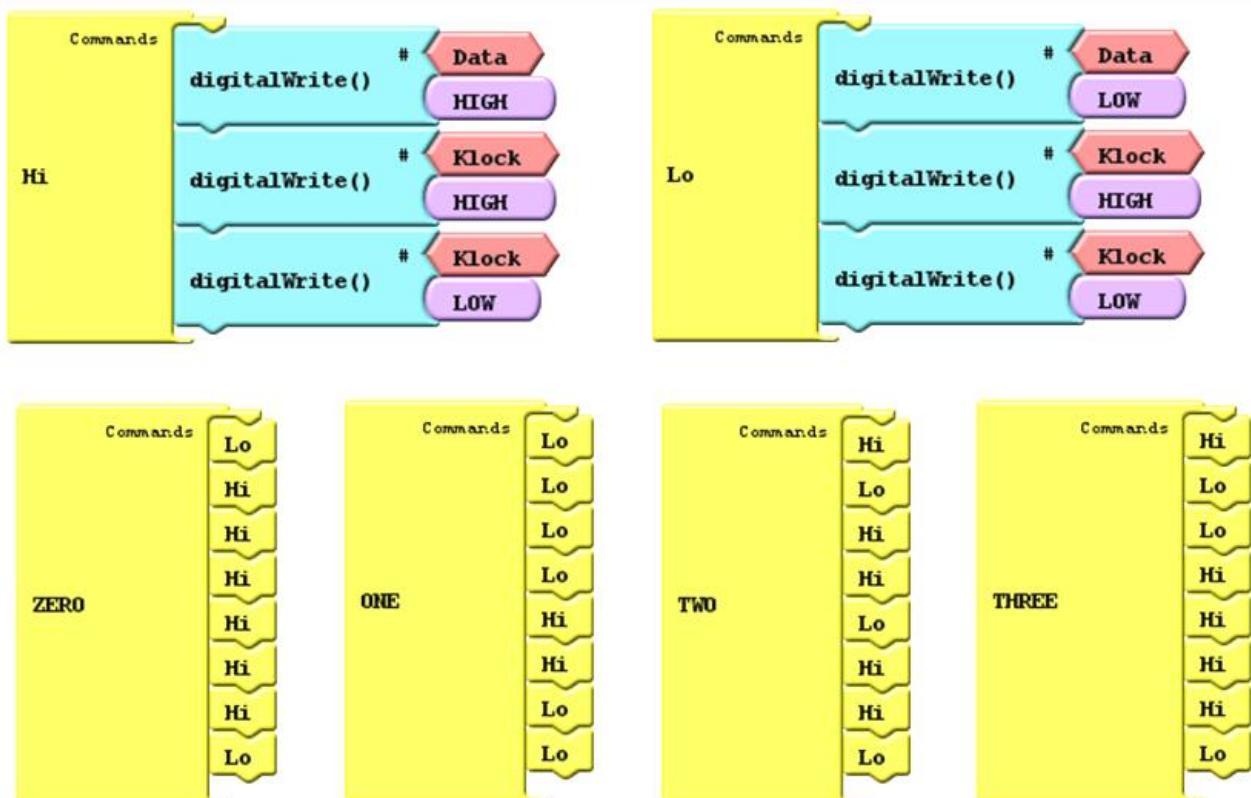 Commands
digitalWrite()
#
Data
HIGH
Hi
digitalWrite()
#
Klock
HIGH
digitalWrite()
#
Klock
LOW
Commands
digitalWrite()
#
Data
LOW
Lo
digitalWrite()
#
Klock
HIGH
digitalWrite()
#
Klock
LOW
Commands
ZERO
Lo
Hi
Hi
Hi
Hi
Hi
Hi
Lo
Commands
ONE
Lo
Lo
Lo
Lo
Hi
Hi
Lo
Lo
Commands
TWO
Hi
Lo
Hi
Hi
Lo
Hi
Hi
Lo
Commands
THREE
Hi
Lo
Lo
Hi
Hi
Hi
Hi
Lo